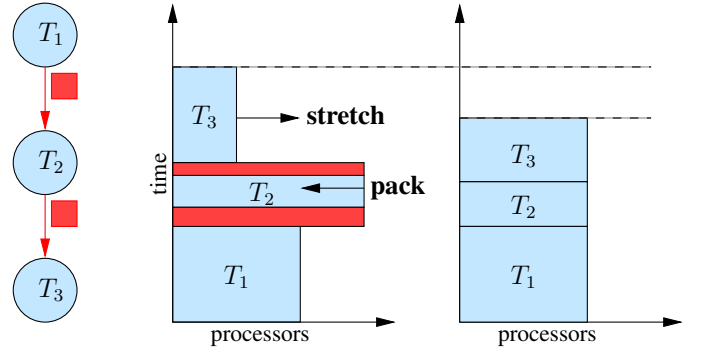 T1
T2
T3
time
T3
stretch
T2
pack
T1
processors
T3
T2
T1
processors